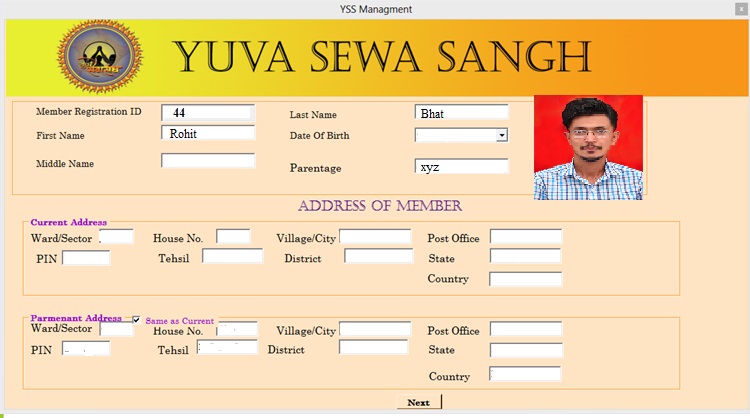 YSS Managment
x
YUVA SEWA SANGH
Member Registration ID 44 Last Name Bhat
First Name Rohit Date Of Birth
Middle Name Parentage xyz
ADDRESS OF MEMBER
Current Address
Ward/Sector House No. Village/City Post Office
PIN Tehsil District State
Country
Parmenant Address Same as Current
Ward/Sector House No. Village/City Post Office
PIN Tehsil District State
Country
Next